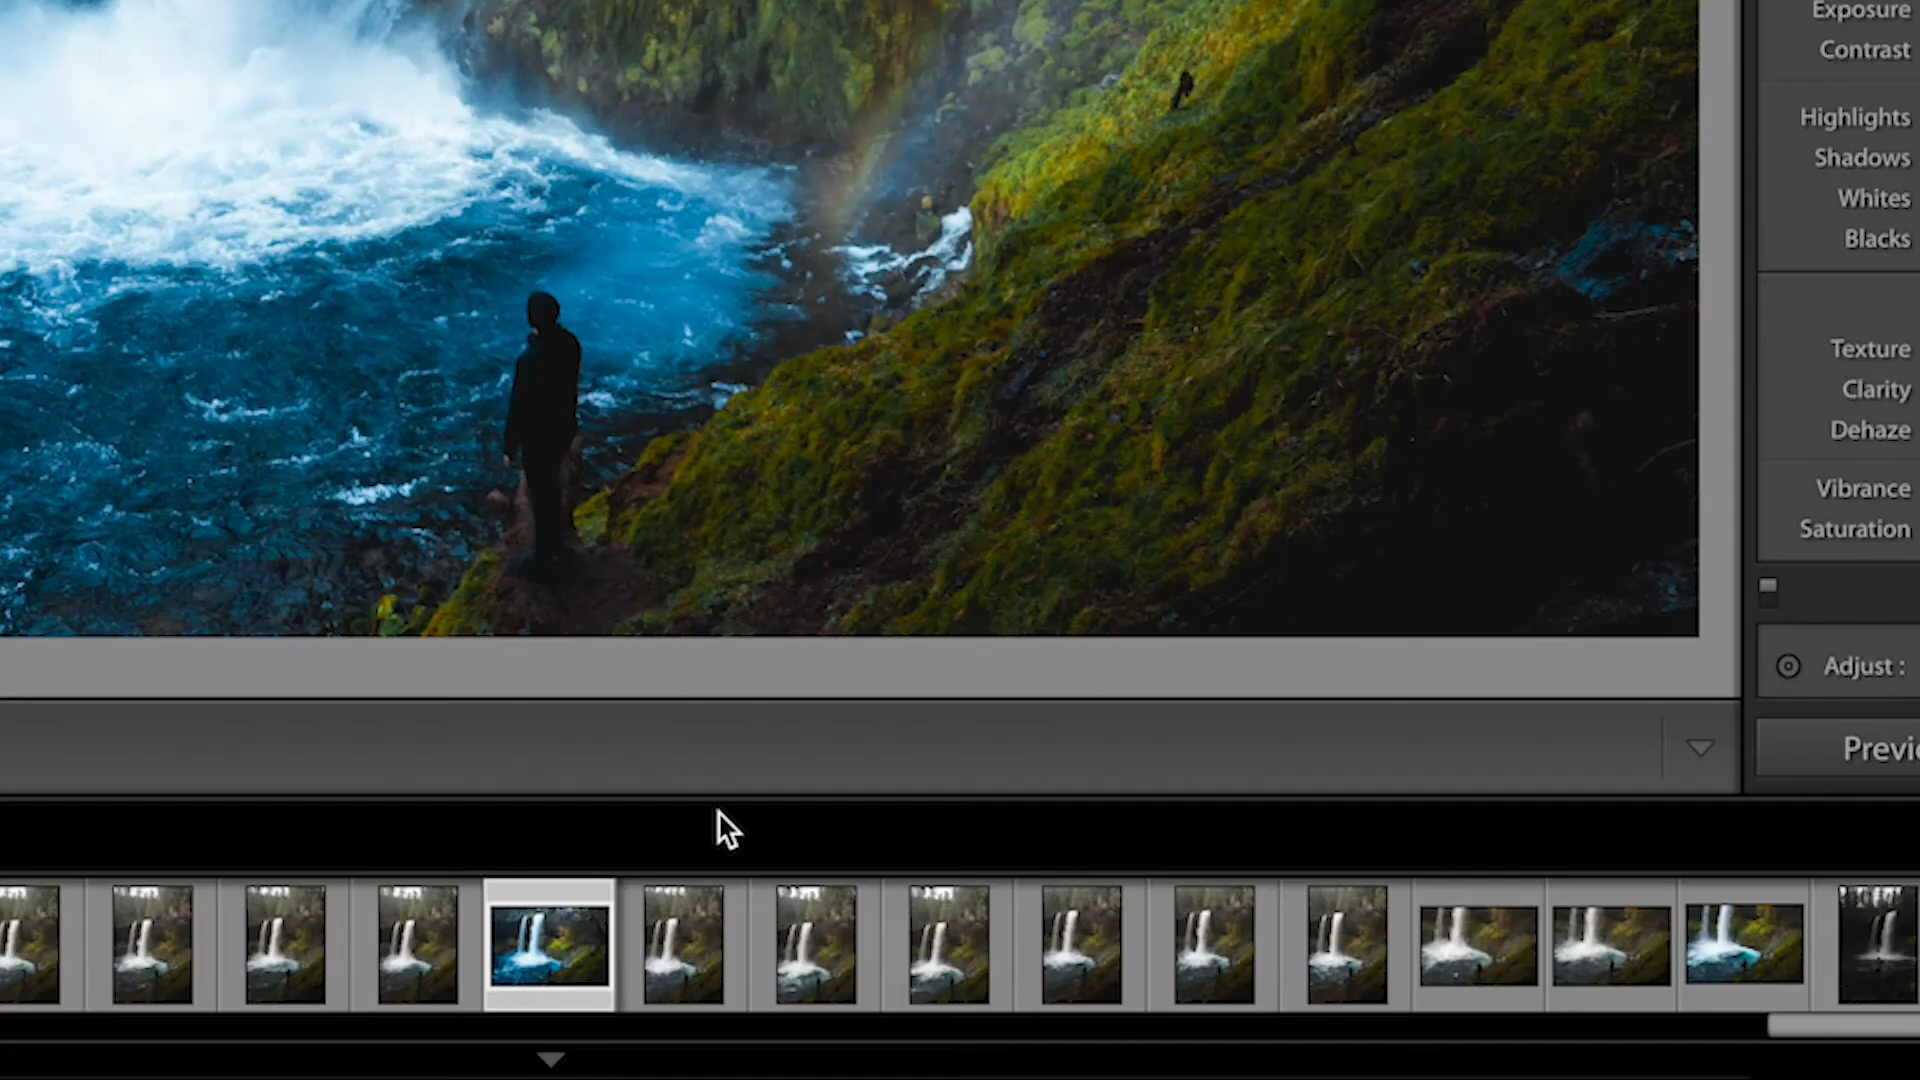 Exposure
Contrast
Highlights
Shadows
Whites
Blacks
Texture
Clarity
Dehaze
Vibrance
Saturation
Adjust :
Previ